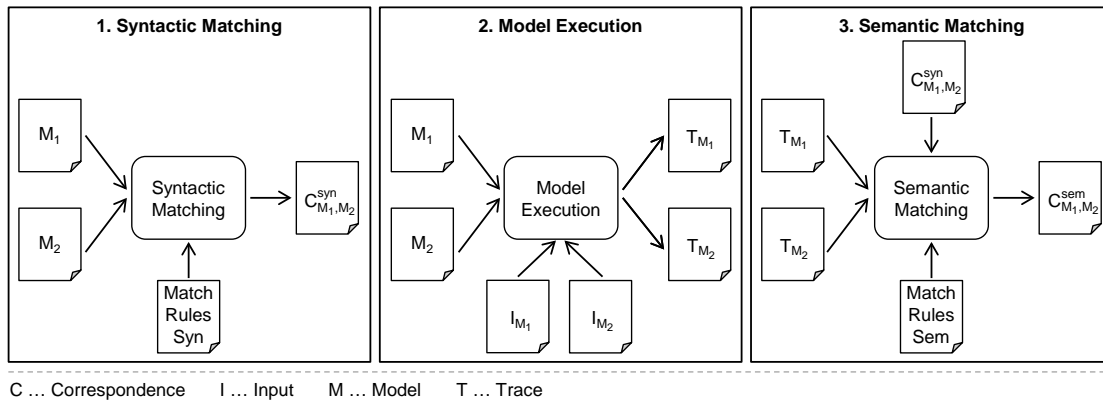 1. Syntactic Matching
M₁
M₂
Syntactic
Matching
Match
Rules
Syn
C^syn_M₁,M₂
2. Model Execution
M₁
M₂
Model
Execution
I_M₁
I_M₂
T_M₁
T_M₂
3. Semantic Matching
C^syn_M₁,M₂
T_M₁
T_M₂
Semantic
Matching
Match
Rules
Sem
C^sem_M₁,M₂
C … Correspondence I … Input M … Model T … Trace